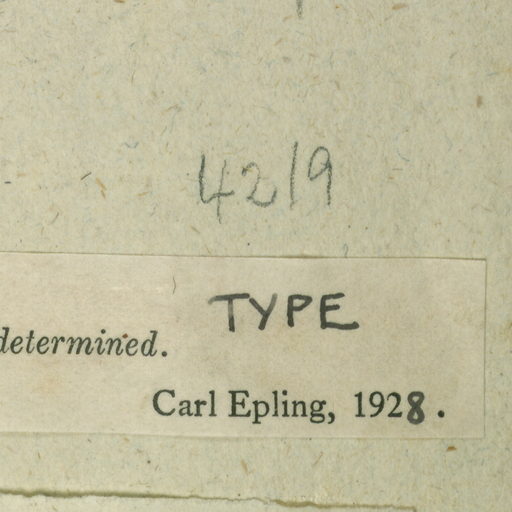 4219
TYPE
determined.
Carl Epling, 1928.